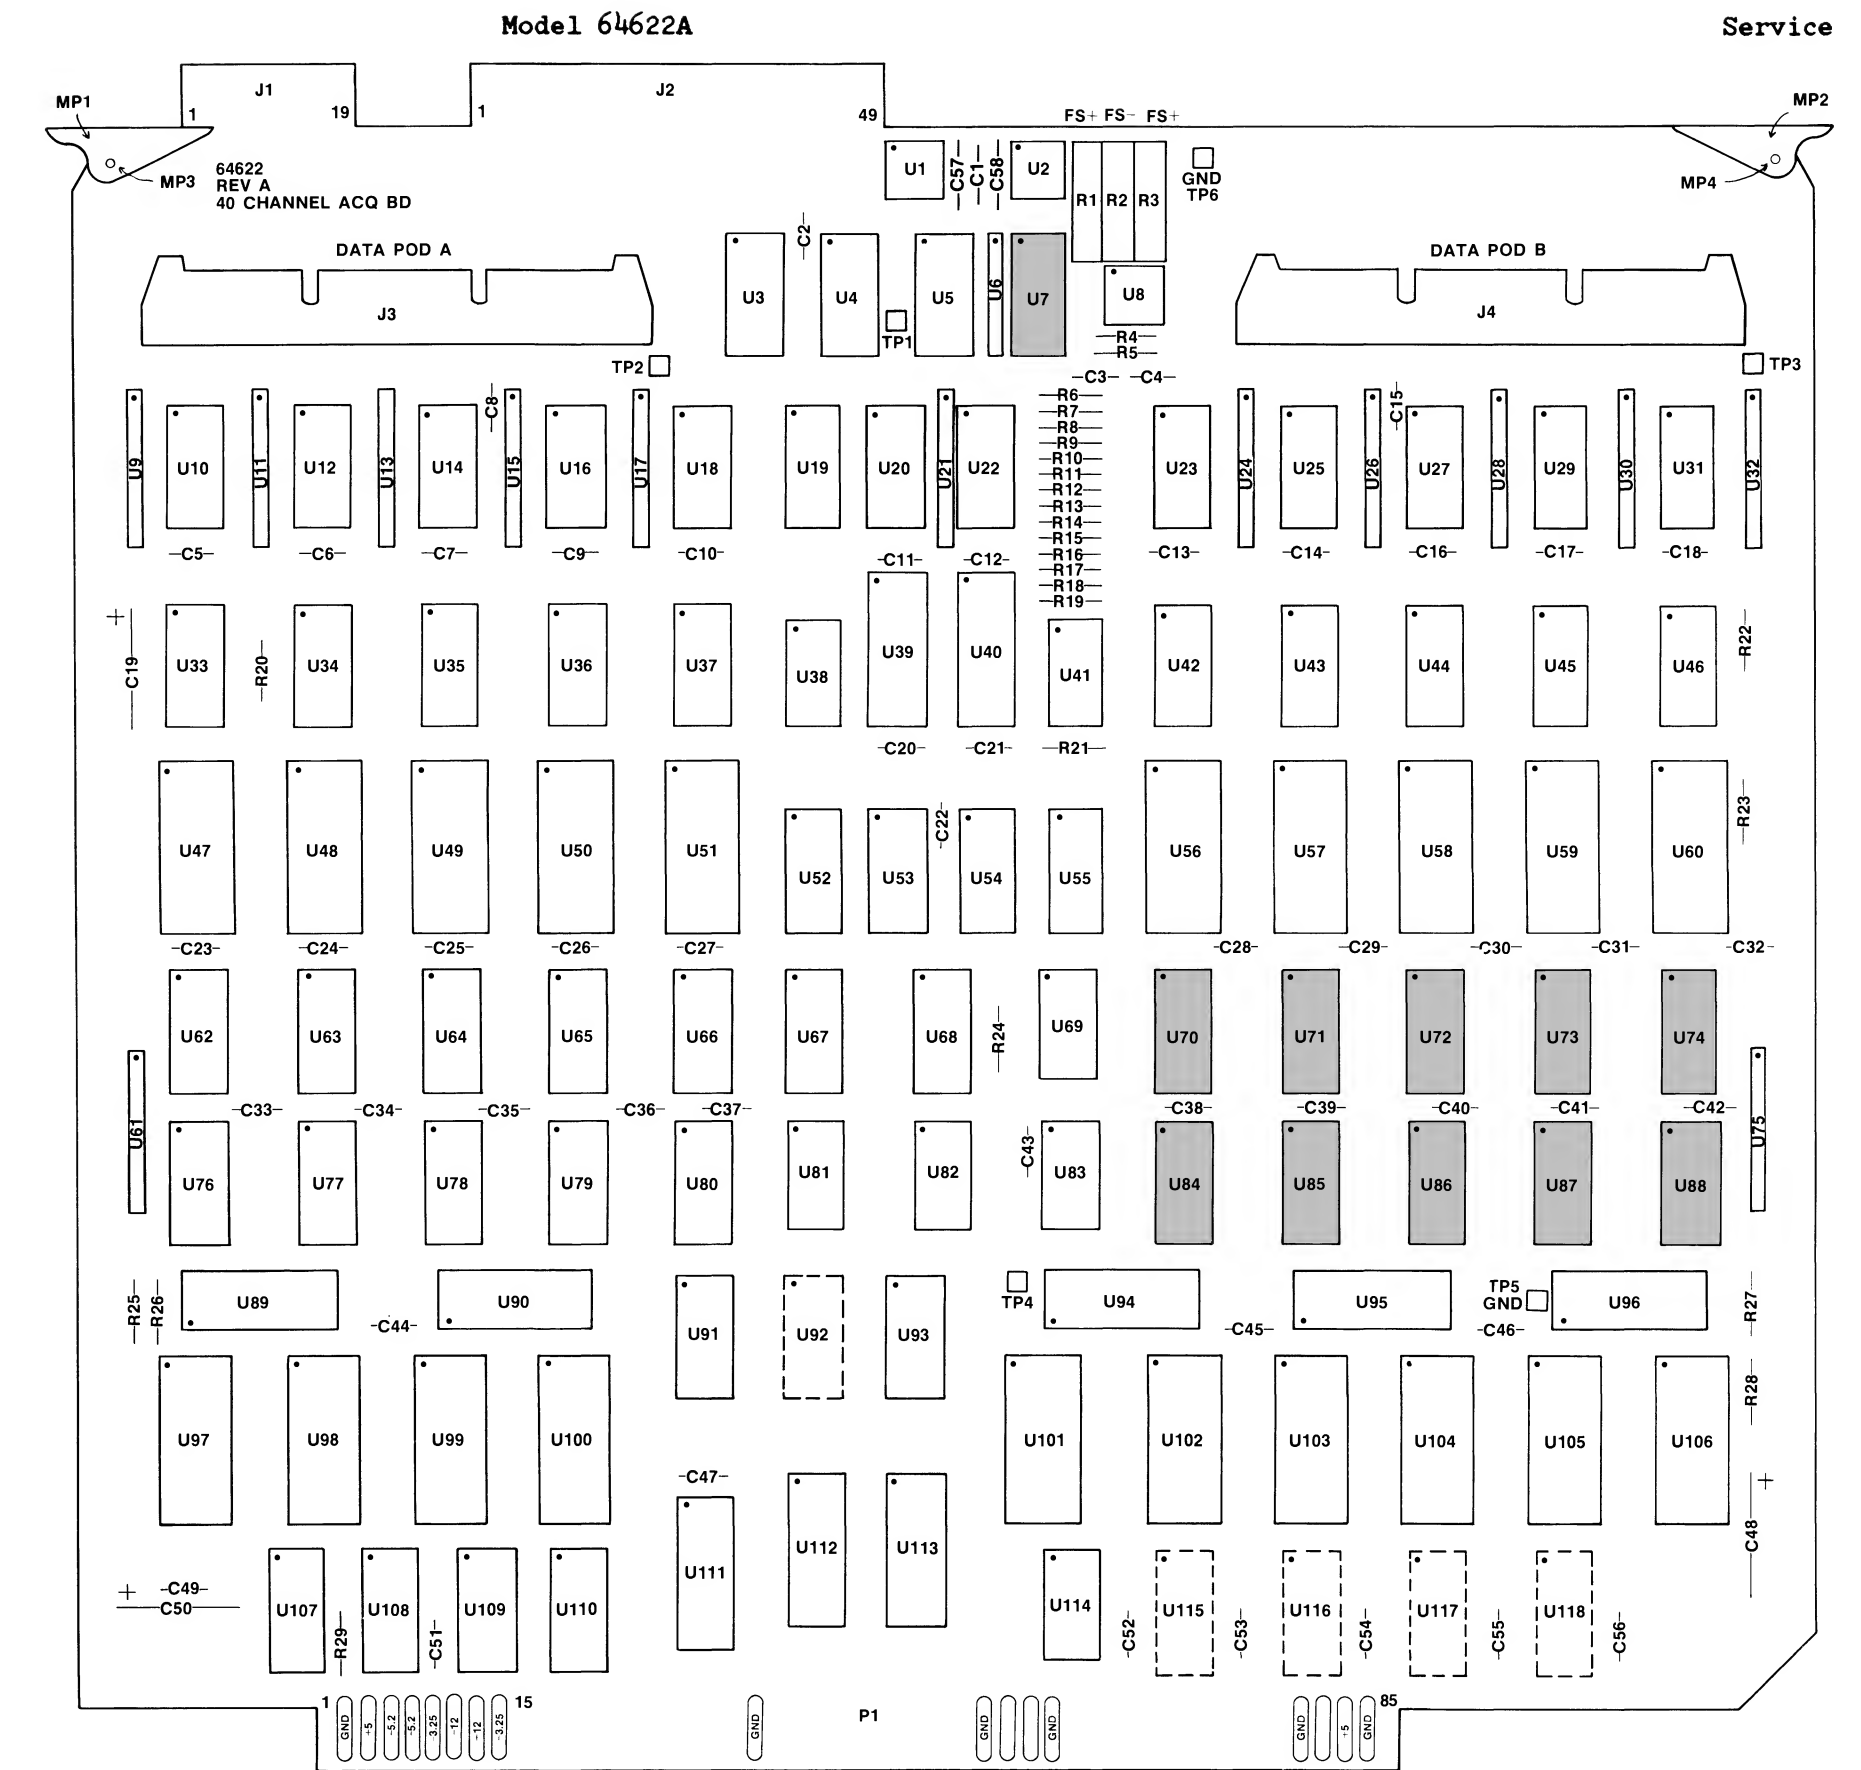 Model 64622A
Service
J1
J2
1
19
1
49
MP1
MP2
MP3
MP4
FS+ FS- FS+
64622
REV A
40 CHANNEL ACQ BD
U1
C57
C1
C58
U2
R1 R2 R3
GND
TP6
C2
DATA POD A
DATA POD B
J3
U3
U4
U5
U6
U7
U8
J4
TP1
R4
R5
TP2
TP3
C3
C4
U9
U10
U11
U12
U13
U14
C8
U15
U16
U17
U18
U19
U20
U21
U22
R6
R7
R8
R9
R10
R11
R12
R13
R14
R15
R16
R17
R18
R19
U23
U24
U25
U26
C15
U27
U28
U29
U30
U31
U32
C5
C6
C7
C9
C10
C11
C12
C13
C14
C16
C17
C18
+
C19
U33
R20
U34
U35
U36
U37
U38
U39
U40
U41
U42
U43
U44
U45
U46
R22
C20
C21
R21
U47
U48
U49
U50
U51
U52
U53
C22
U54
U55
U56
U57
U58
U59
U60
R23
C23
C24
C25
C26
C27
C28
C29
C30
C31
C32
U62
U63
U64
U65
U66
U67
U68
R24
U69
U70
U71
U72
U73
U74
U61
C33
C34
C35
C36
C37
C38
C39
C40
C41
C42
U75
U76
U77
U78
U79
U80
U81
U82
C43
U83
U84
U85
U86
U87
U88
R25
R26
U89
C44
U90
U91
U92
U93
TP4
U94
C45
U95
TP5
GND
C46
U96
R27
U97
U98
U99
U100
U101
U102
U103
U104
U105
U106
R28
C47
+
C48
U111
U112
U113
+
C49
C50
U107
R29
U108
C51
U109
U110
U114
C52
U115
C53
U116
C54
U117
C55
U118
C56
1
GND
+5
-5.2
-5.2
-3.25
-12
+12
-3.25
15
GND
P1
GND
GND
GND
+5
GND
85